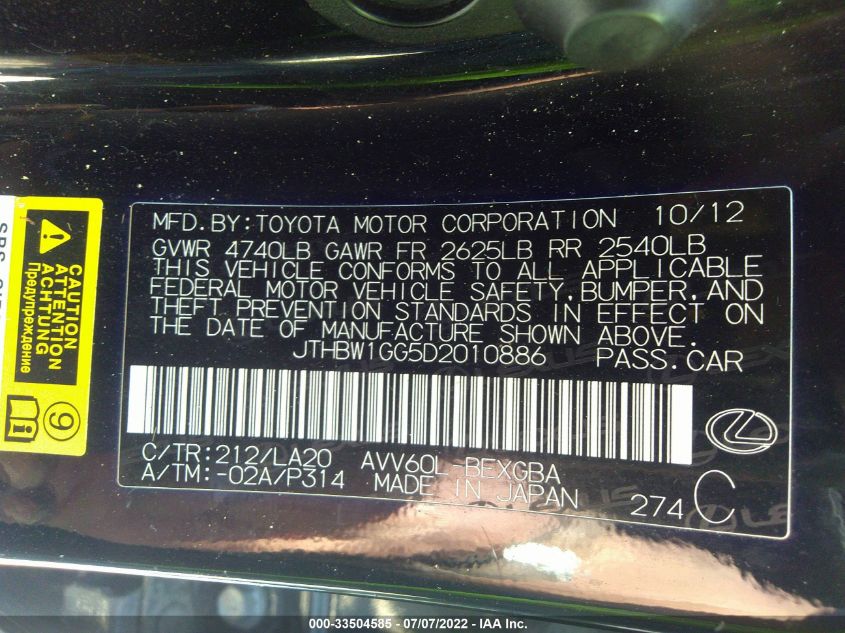 MFD.BY:TOYOTA MOTOR CORPORATION 10/12
GVWR 4740LB GAWR FR 2625LB RR 2540LB
THIS VEHICLE CONFORMS TO ALL APPLICABLE
FEDERAL MOTOR VEHICLE SAFETY,BUMPER,AND
THEFT PREVENTION STANDARDS IN EFFECT ON
THE DATE OF MANUFACTURE SHOWN ABOVE.
JTHBW1GG5D2010886 PASS.CAR
C/TR:212/LA20 AVV60L-BEXGBA
A/TM:-02A/P314 MADE IN JAPAN
274 C
CAUTION
ATTENTION
ACHTUNG
Предупреждение
9
000-33504585 - 07/07/2022 - IAA Inc.